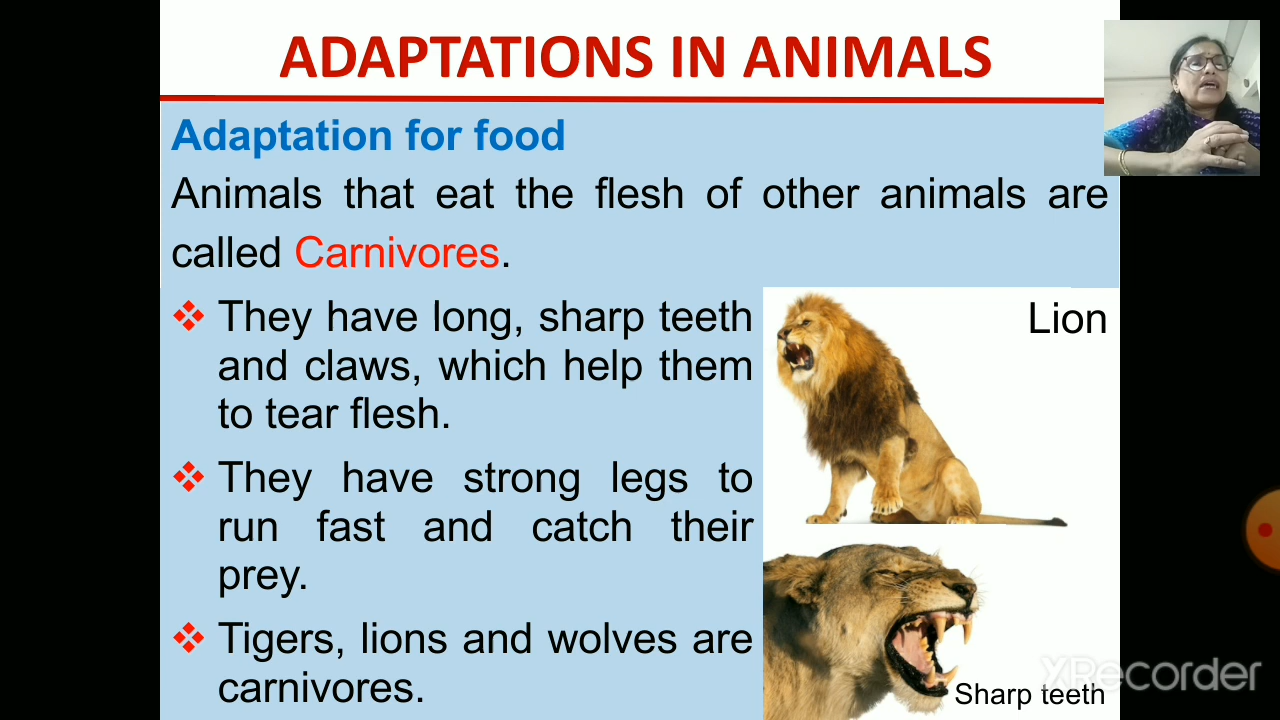 ADAPTATIONS IN ANIMALS
Adaptation for food
Animals that eat the flesh of other animals are
called Carnivores.
They have long, sharp teeth
and claws, which help them
to tear flesh.
They have strong legs to
run fast and catch their
prey.
Tigers, lions and wolves are
carnivores.
Lion
Sharp teeth
XRecorder